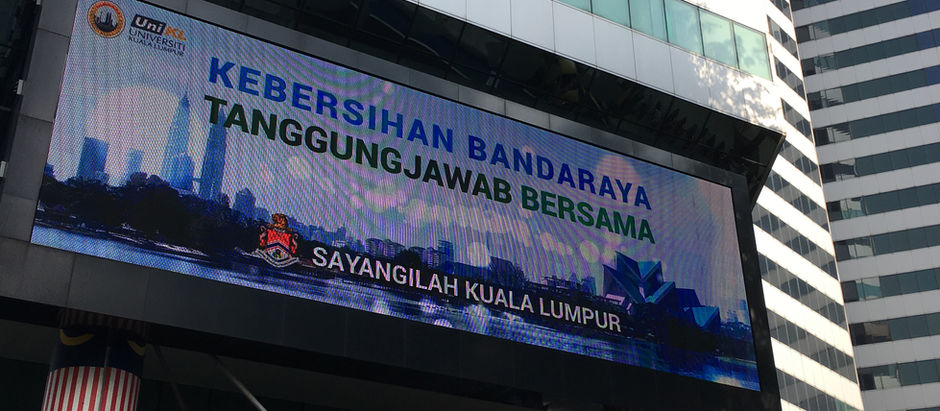 UniKL
UNIVERSITI
KUALA LUMPUR
KEBERSIHAN BANDARAYA
TANGGUNGJAWAB BERSAMA
SAYANGILAH KUALA LUMPUR